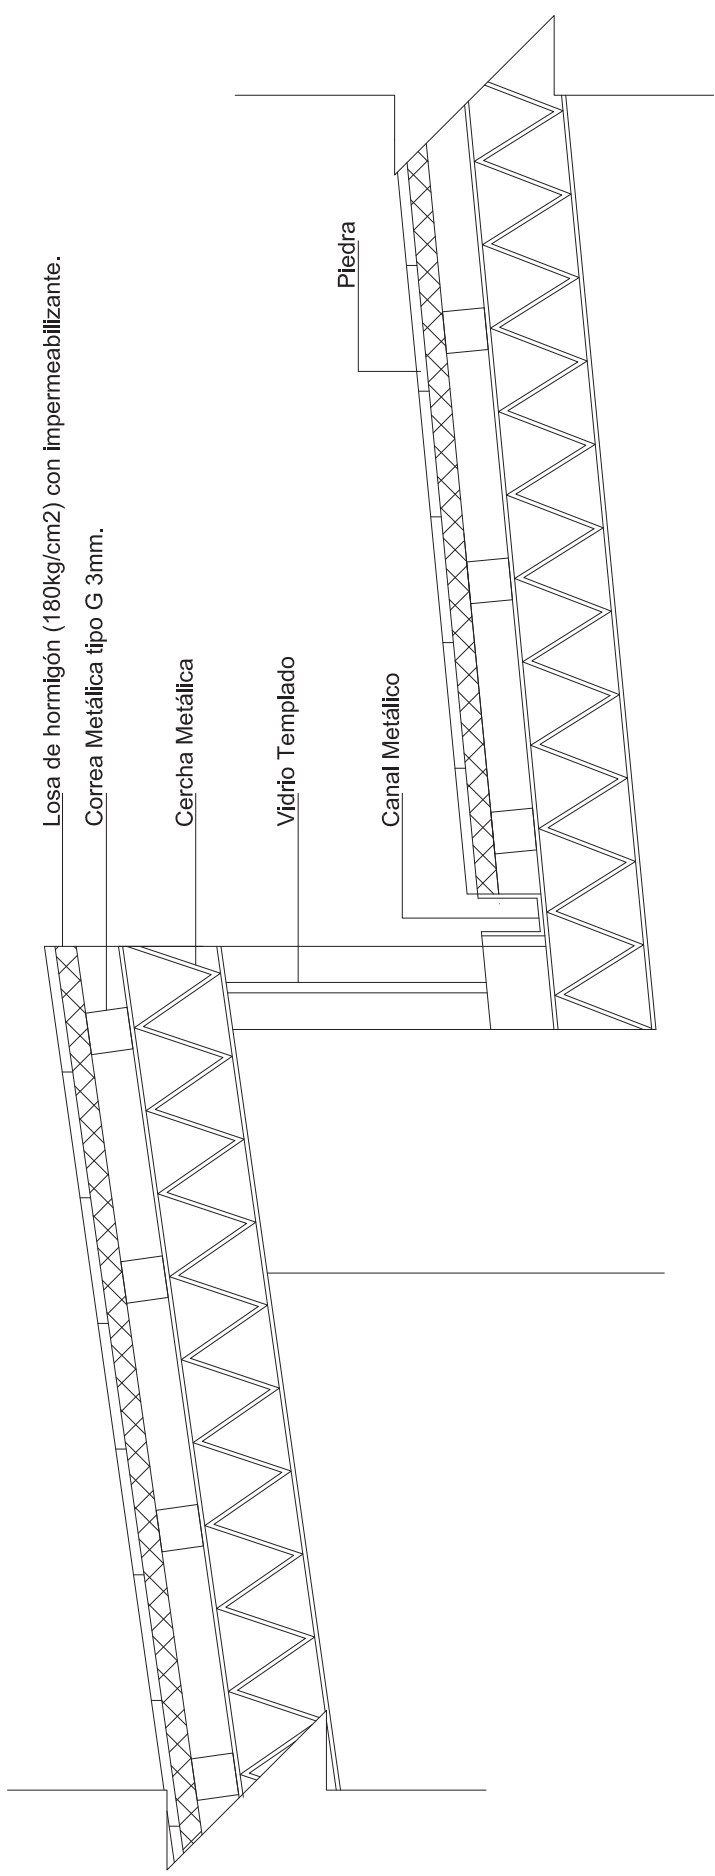 Losa de hormigón (180kg/cm2) con impermeabilizante.
Correa Metálica tipo G 3mm.
Cercha Metálica
Vidrio Templado
Piedra
Canal Metálico